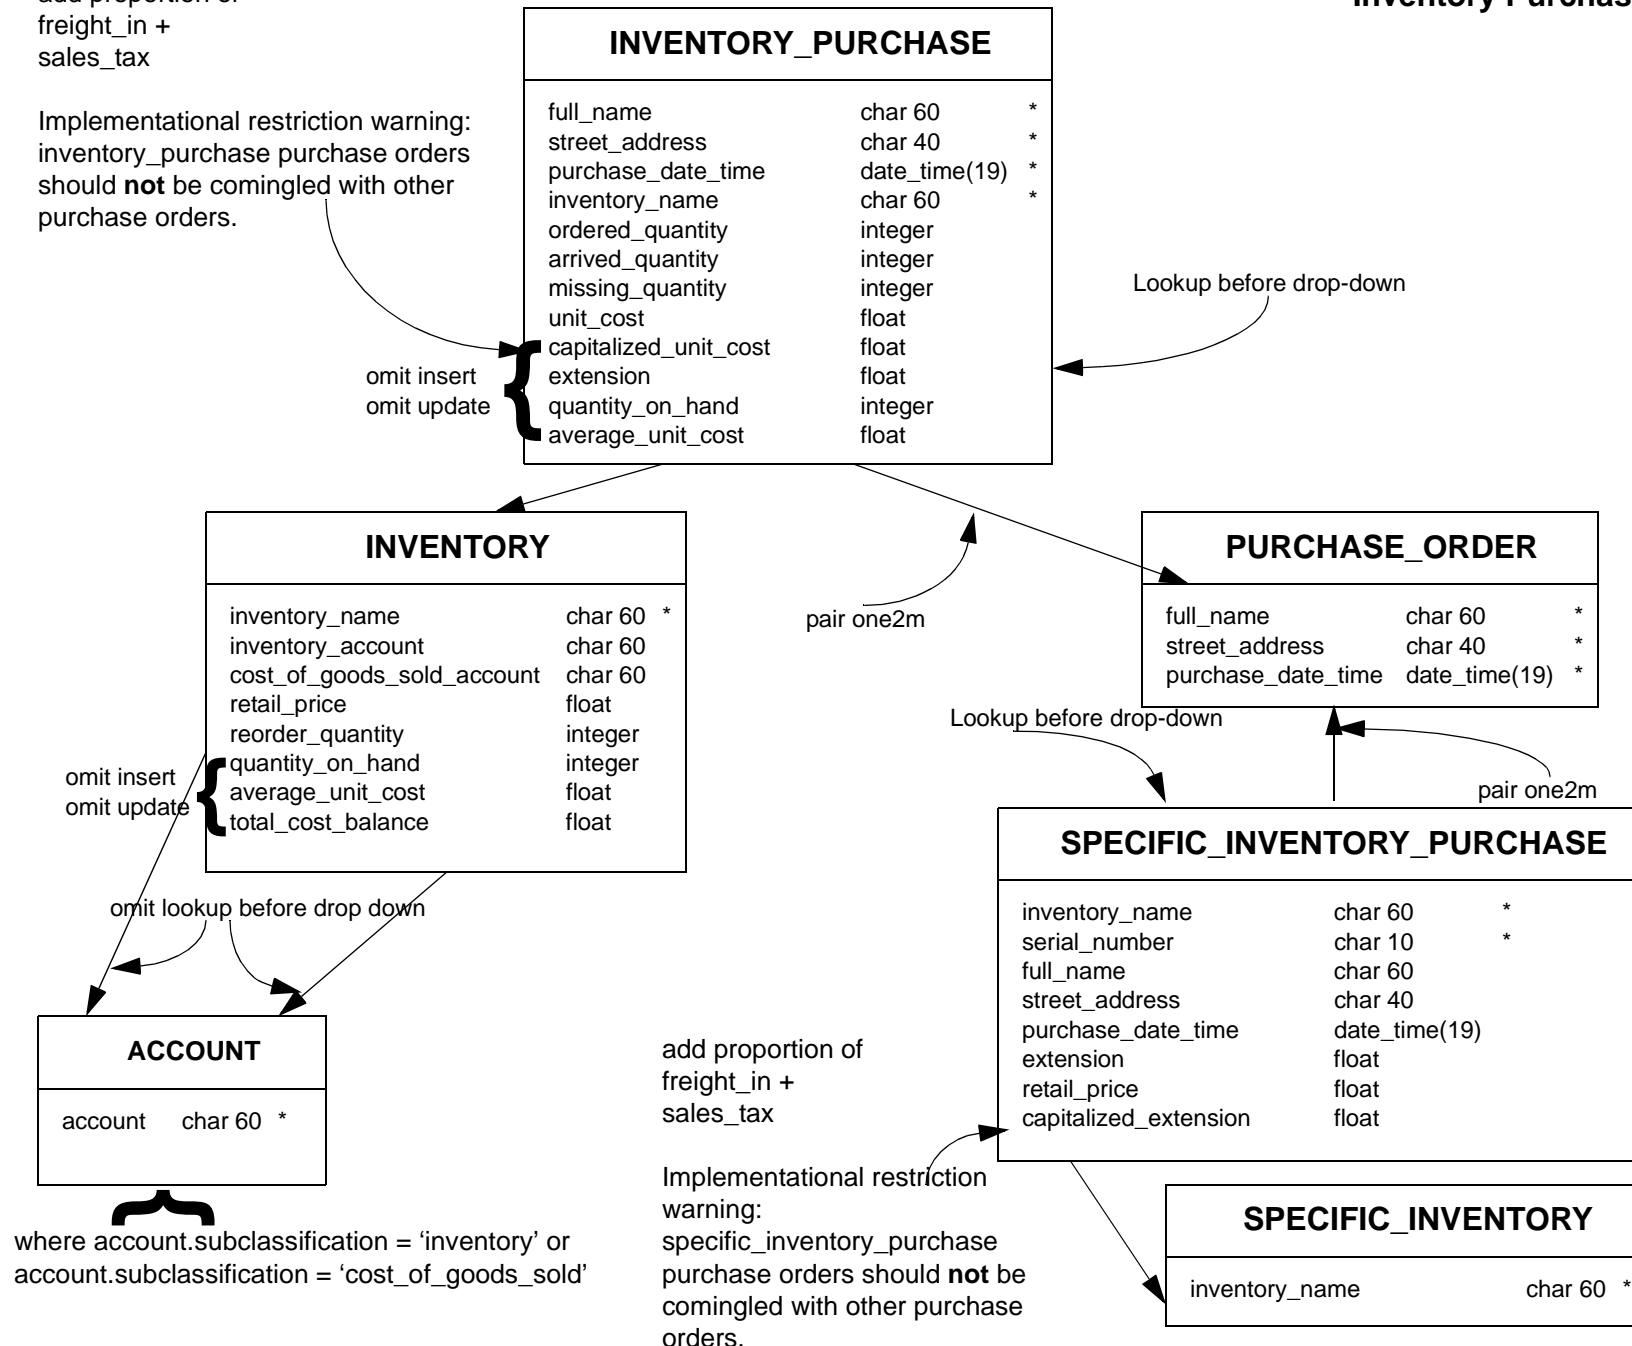 add proportion of
freight_in +
sales_tax
Inventory Purchas
Implementational restriction warning:
inventory_purchase purchase orders
should not be comingled with other
purchase orders.
INVENTORY_PURCHASE
full_name char 60 *
street_address char 40 *
purchase_date_time date_time(19) *
inventory_name char 60 *
ordered_quantity integer
arrived_quantity integer
missing_quantity integer
unit_cost float
capitalized_unit_cost float
extension float
quantity_on_hand integer
average_unit_cost float
omit insert
omit update
Lookup before drop-down
INVENTORY
inventory_name char 60 *
inventory_account char 60
cost_of_goods_sold_account char 60
retail_price float
reorder_quantity integer
quantity_on_hand integer
average_unit_cost float
total_cost_balance float
omit insert
omit update
pair one2m
PURCHASE_ORDER
full_name char 60 *
street_address char 40 *
purchase_date_time date_time(19) *
Lookup before drop-down
pair one2m
SPECIFIC_INVENTORY_PURCHASE
inventory_name char 60 *
serial_number char 10 *
full_name char 60
street_address char 40
purchase_date_time date_time(19)
extension float
retail_price float
capitalized_extension float
omit lookup before drop down
ACCOUNT
account char 60 *
where account.subclassification = ‘inventory’ or
account.subclassification = ‘cost_of_goods_sold’
add proportion of
freight_in +
sales_tax
Implementational restriction
warning:
specific_inventory_purchase
purchase orders should not be
comingled with other purchase
orders.
SPECIFIC_INVENTORY
inventory_name char 60 *